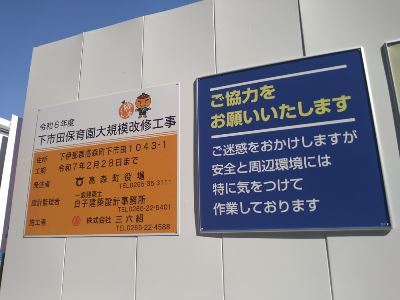 令和6年度
下市田保育園大規模改修工事
住所 下伊那郡高森町下市田1043-1
工期 令和7年2月28日まで
発注者 高森町役場
TEL0265-35-3111
一級建築士
設計監理者 白子建築設計事務所
TEL0265-22-5401
施工者 株式会社 三六組
TEL.0265-22-4588
ご協力を
お願いいたします
ご迷惑をおかけしますが
安全と周辺環境には
特に気をつけて
作業しております